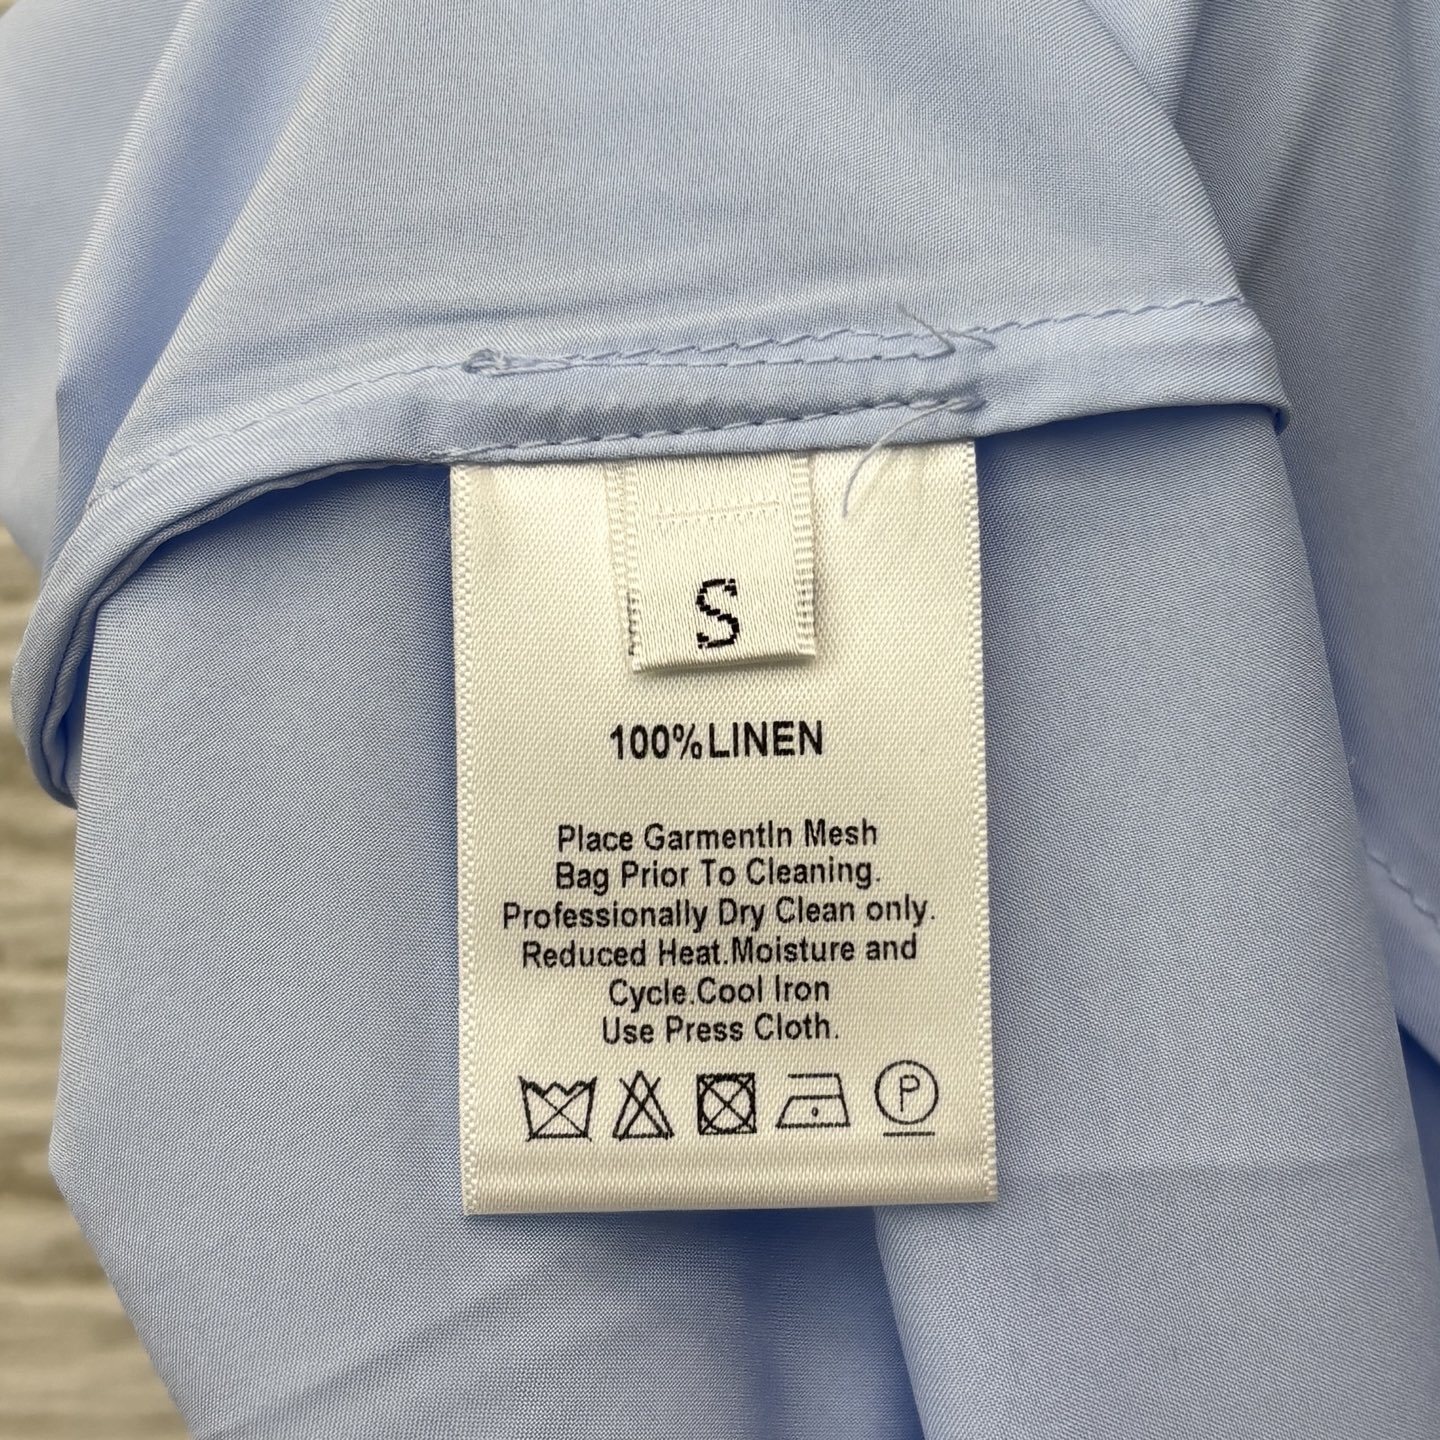 S
100%LINEN
Place GarmentIn Mesh
Bag Prior To Cleaning.
Professionally Dry Clean only.
Reduced Heat.Moisture and
Cycle.Cool Iron
Use Press Cloth.
P